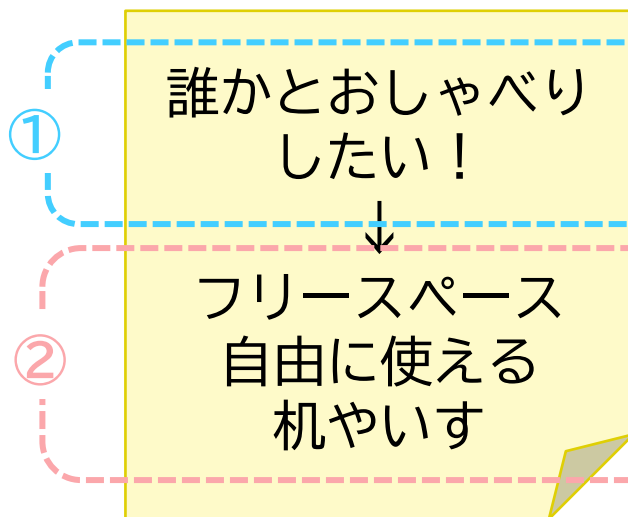 ①
誰かとおしゃべり
したい！
↓
②
フリースペース
自由に使える
机やいす